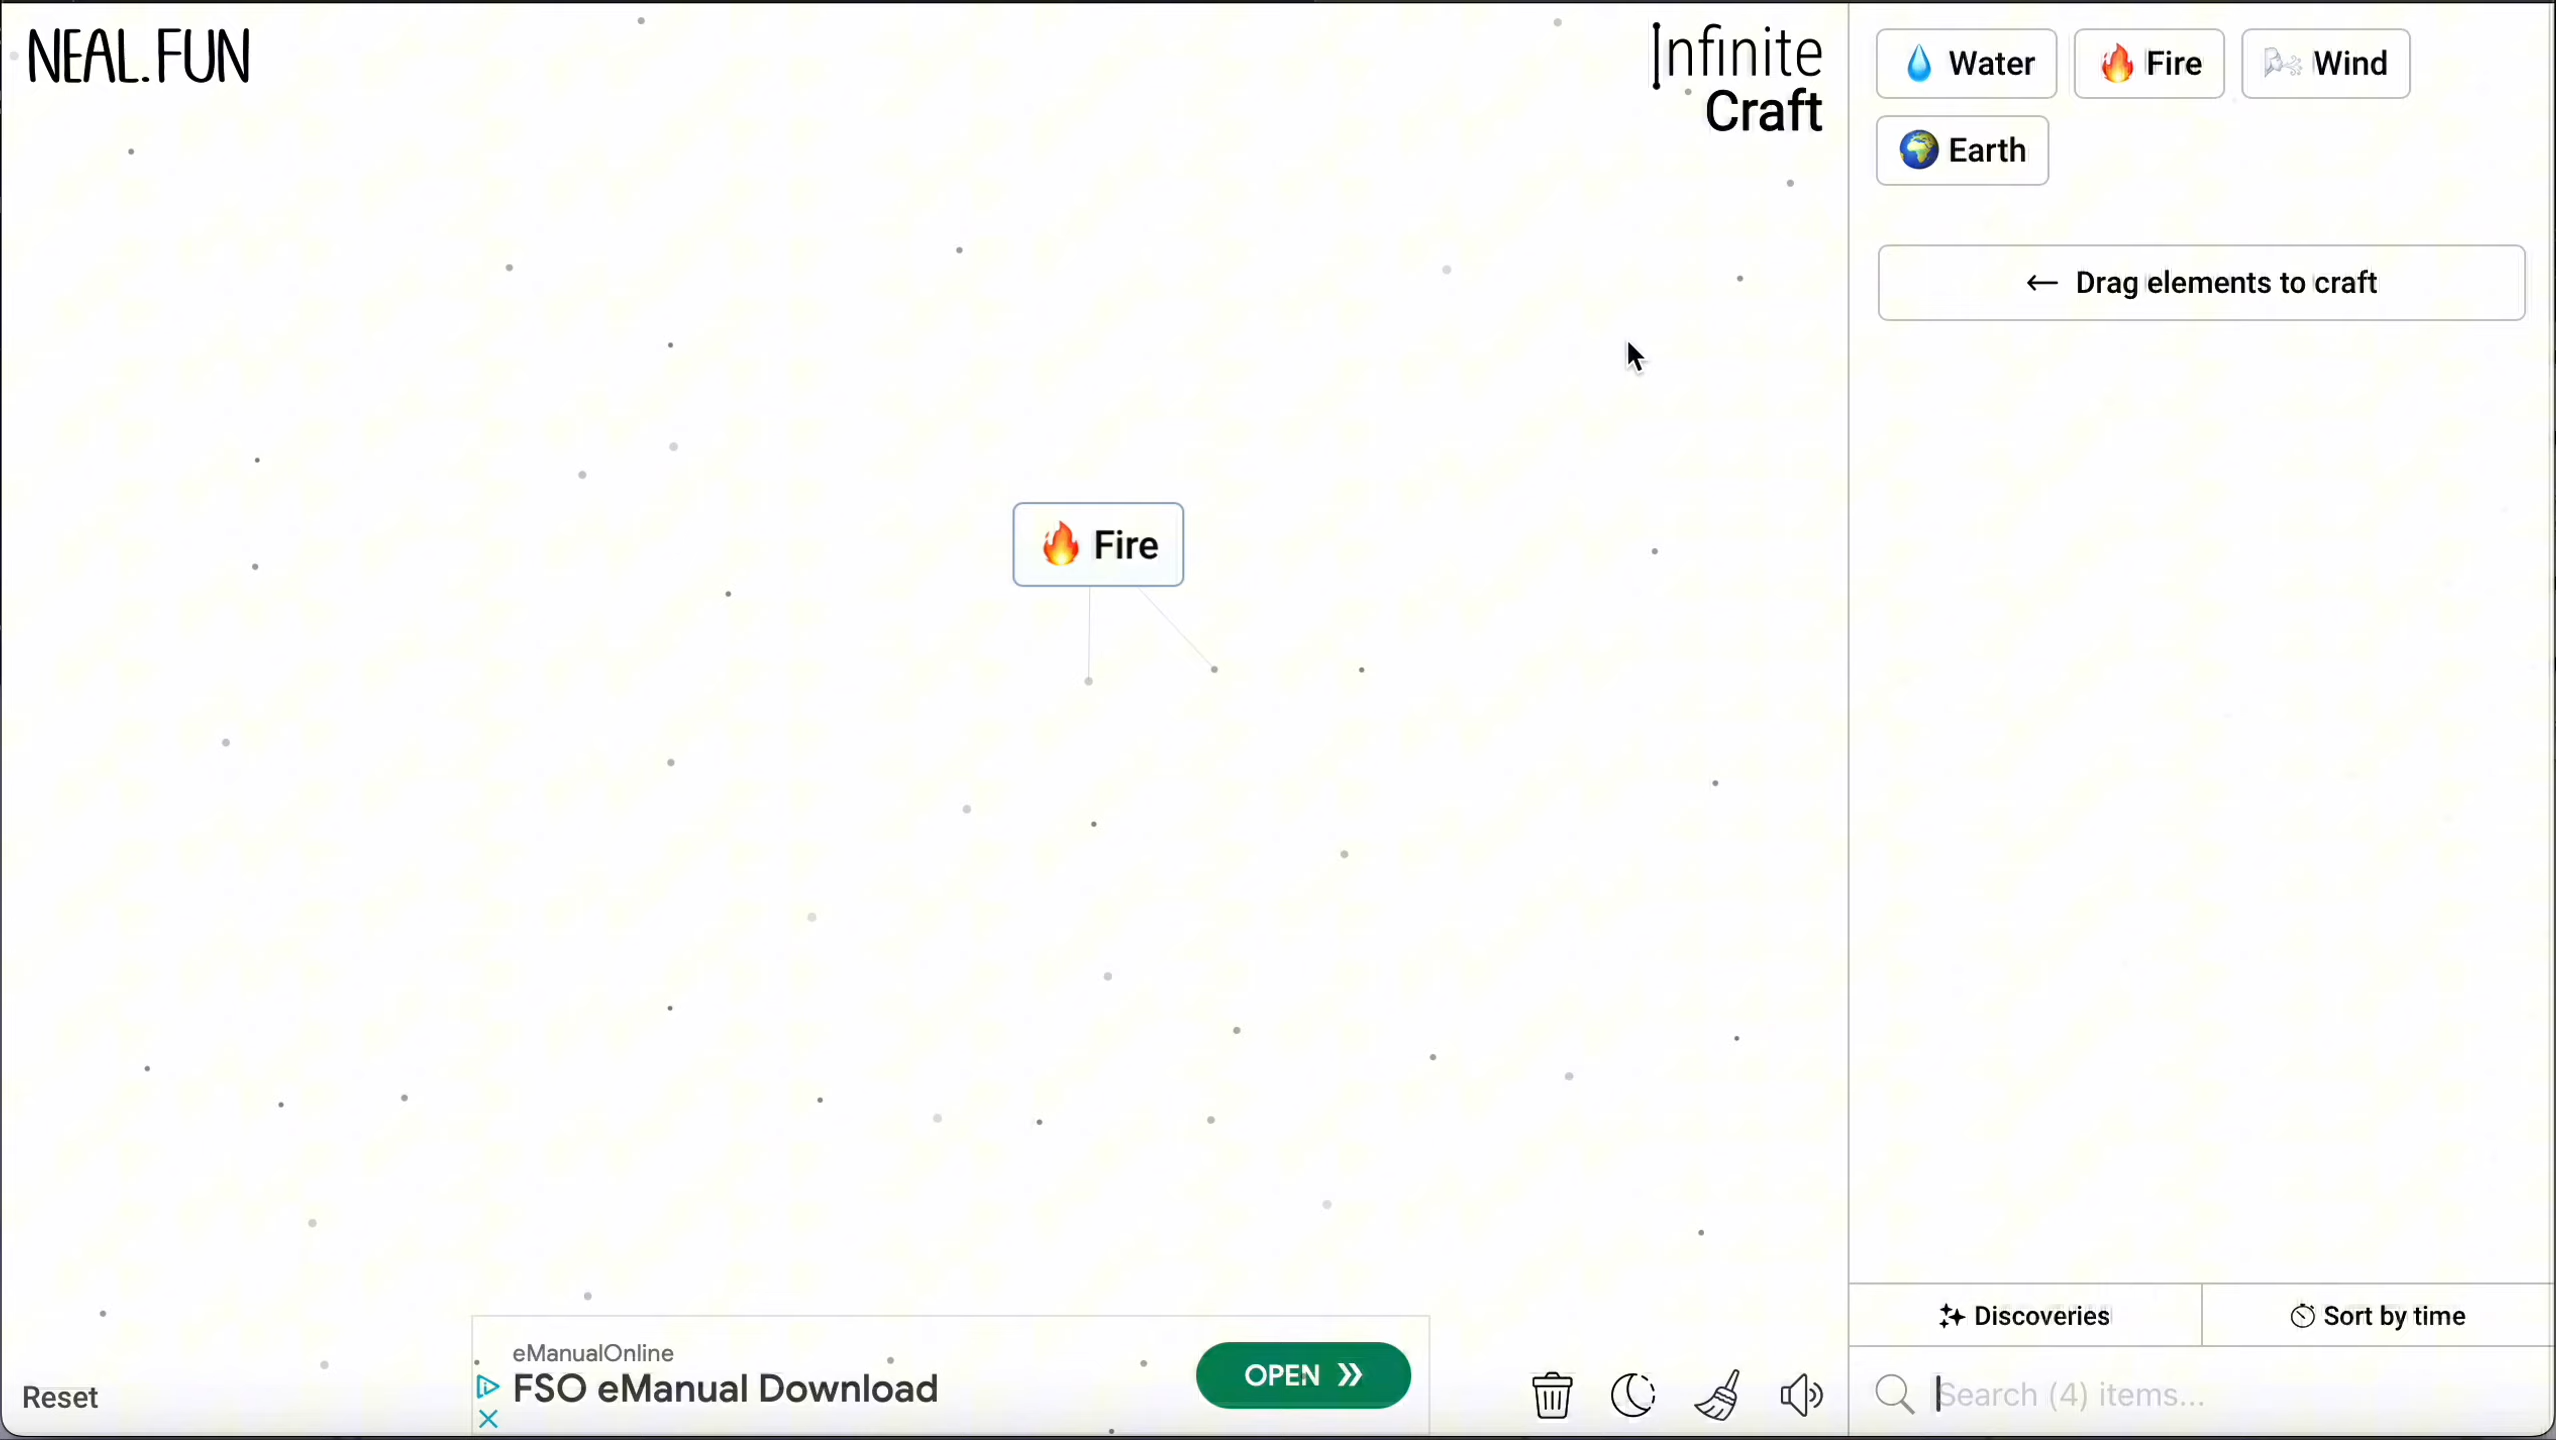 NEAL.FUN
Infinite
Craft
Water
Fire
Wind
Earth
← Drag elements to craft
Fire
Discoveries
Sort by time
Search (4) items...
eManualOnline
FSO eManual Download
OPEN
Reset